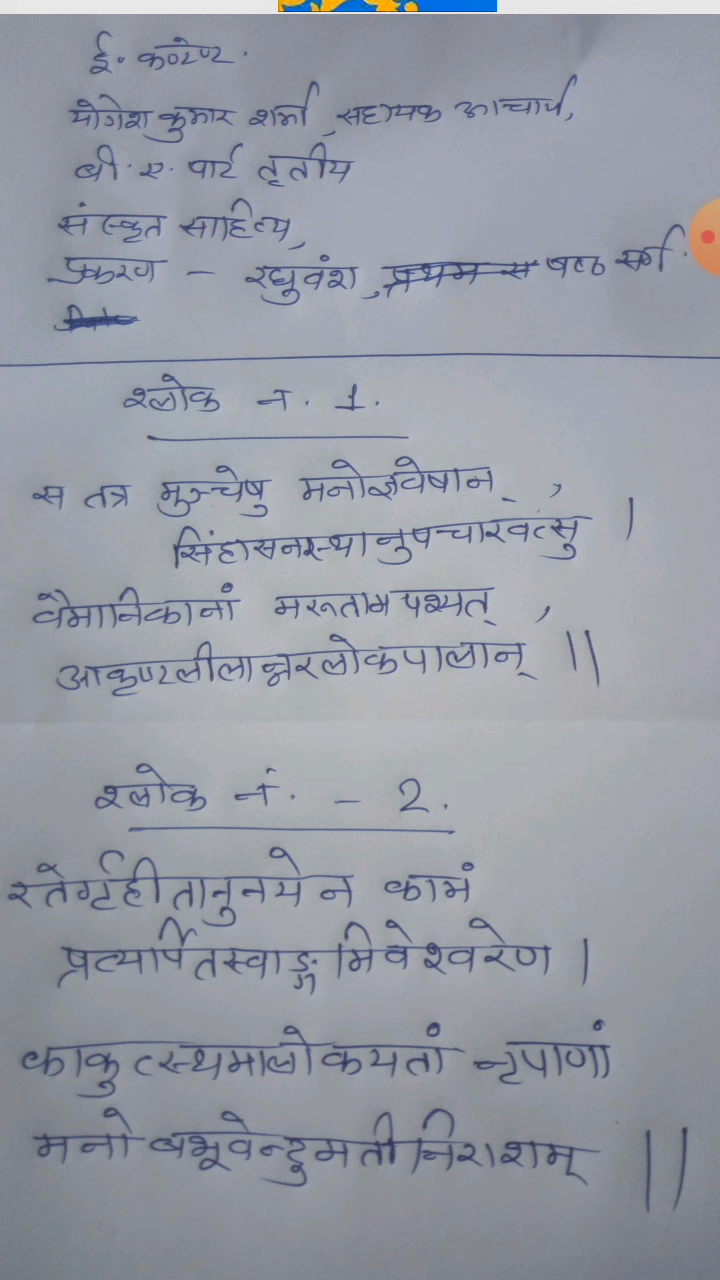 ई. कण्टेण्ट.
योगेश कुमार शर्मा, सहायक आचार्य,
बी. ए. पार्ट तृतीय
संस्कृत साहित्य,
प्रकरण - रघुवंश, प्रथम स षष्ठ सर्ग.
श्लोक न. 1.
स तत्र मुञ्चेषु मनोज्ञवेषान्,
सिंहासनस्थानुपचारवत्सु ।
वैमानिकानां मरुतामपश्यत्,
आकृष्टलीलान्नरलोकपालान् ॥
श्लोक नं. - 2.
रतेर्गृहीतानुनयेन कामं
प्रत्यर्पितस्वाङ्गमिवेश्वरेण ।
काकुत्स्थमालोकयतां नृपाणां
मनो बभूवेन्दुमती निराशम् ॥